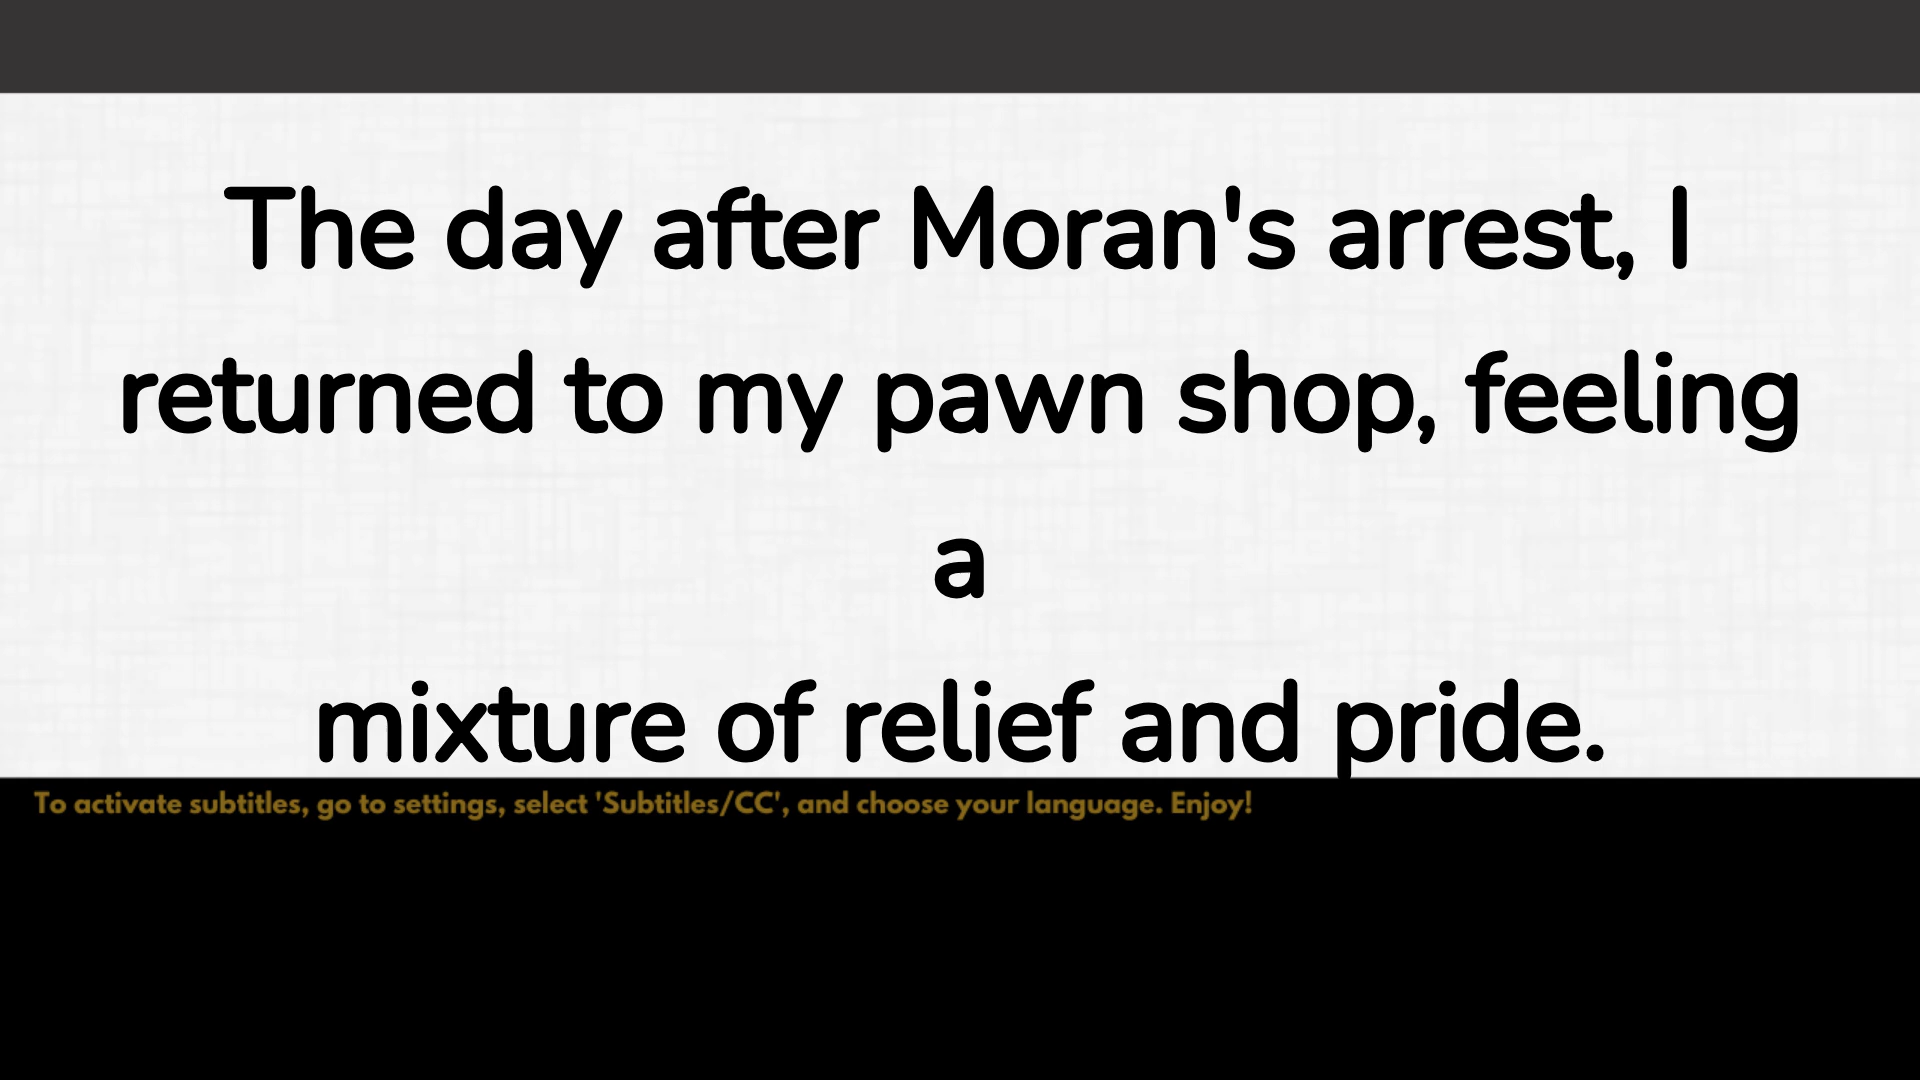 The day after Moran's arrest, I
returned to my pawn shop, feeling
a
mixture of relief and pride.
To activate subtitles, go to settings, select 'Subtitles/CC', and choose your language. Enjoy!